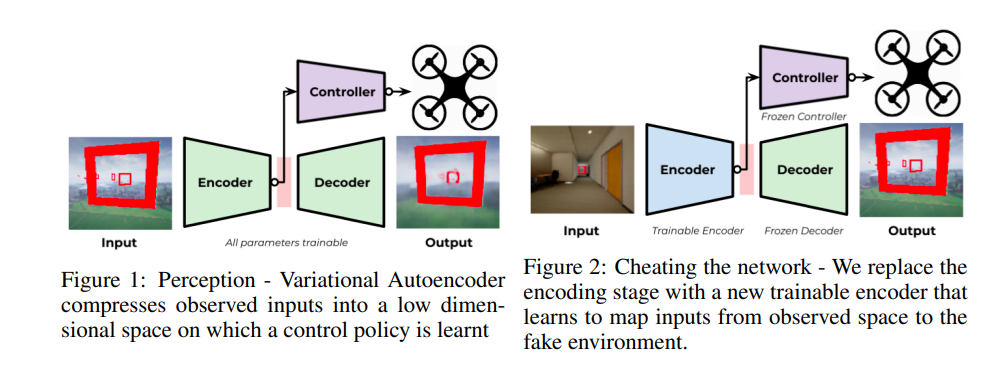 Controller
Encoder
Decoder
Input
All parameters trainable
Output
Figure 1: Perception - Variational Autoencoder
compresses observed inputs into a low dimen-
sional space on which a control policy is learnt
Controller
Frozen Controller
Encoder
Decoder
Input
Trainable Encoder
Frozen Decoder
Output
Figure 2: Cheating the network - We replace the
encoding stage with a new trainable encoder that
learns to map inputs from observed space to the
fake environment.